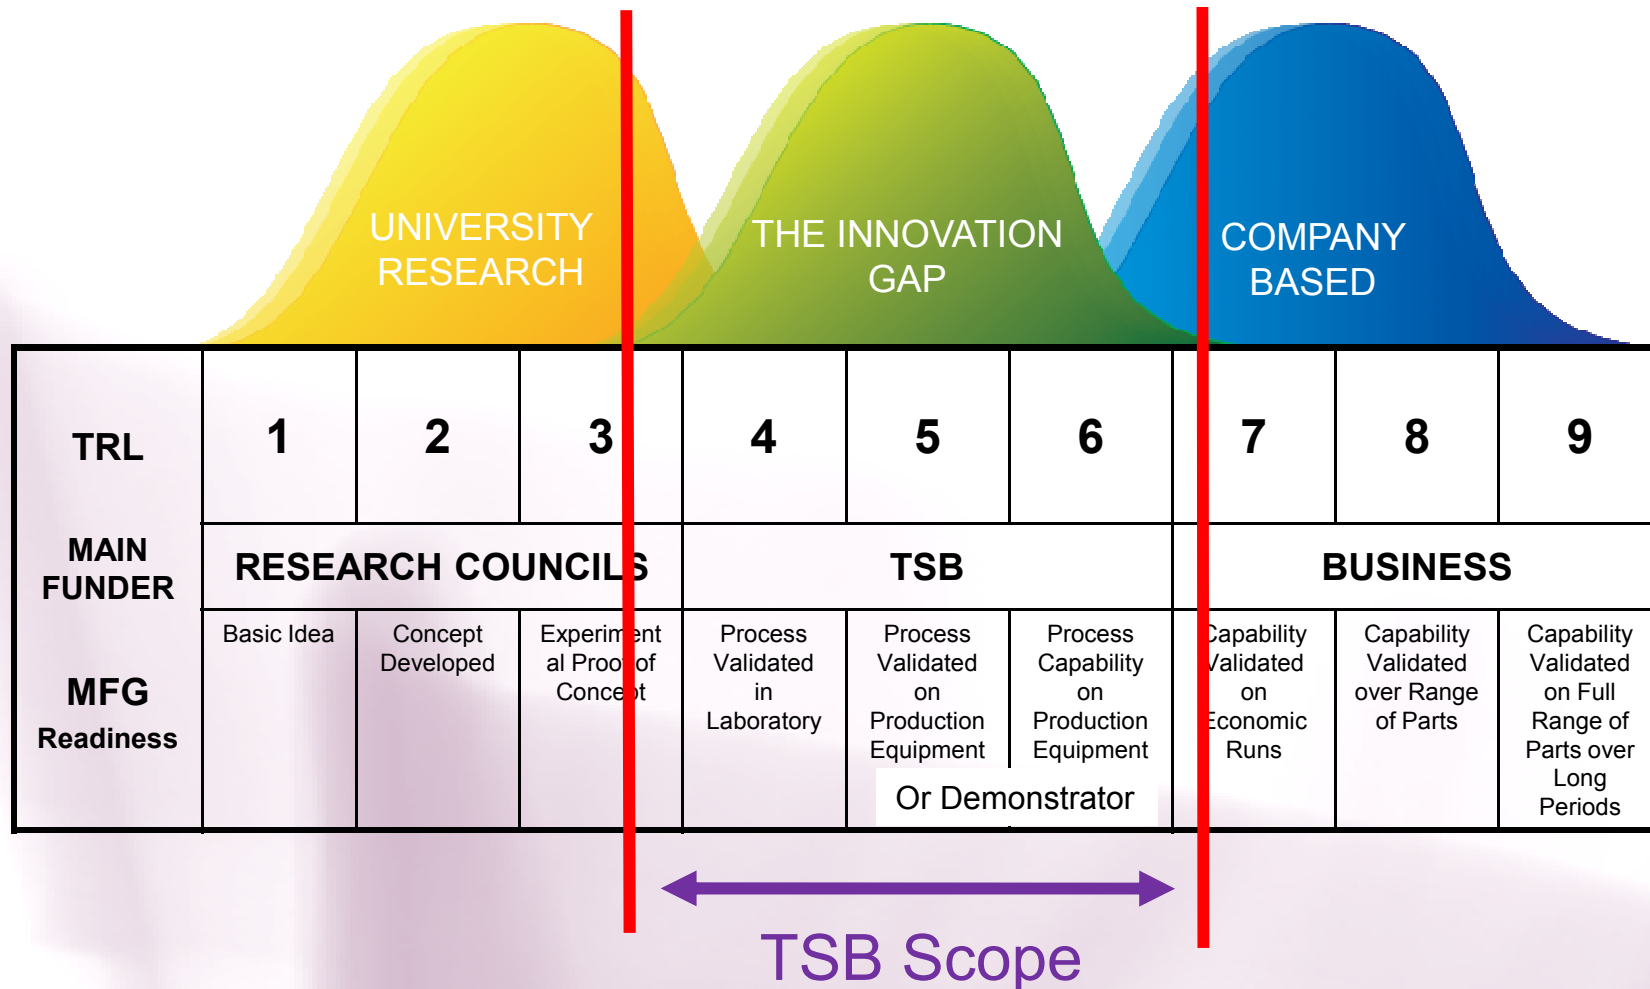 UNIVERSITY
RESEARCH
THE INNOVATION
GAP
COMPANY
BASED
TRL
1
2
3
4
5
6
7
8
9
MAIN
FUNDER
RESEARCH COUNCILS
TSB
BUSINESS
MFG
Readiness
Basic Idea
Concept
Developed
Experiment
al Proof of
Concept
Process
Validated
in
Laboratory
Process
Validated
on
Production
Equipment
Process
Capability
on
Production
Equipment
Or Demonstrator
Capability
Validated
on
Economic
Runs
Capability
Validated
over Range
of Parts
Capability
Validated
on Full
Range of
Parts over
Long
Periods
TSB Scope